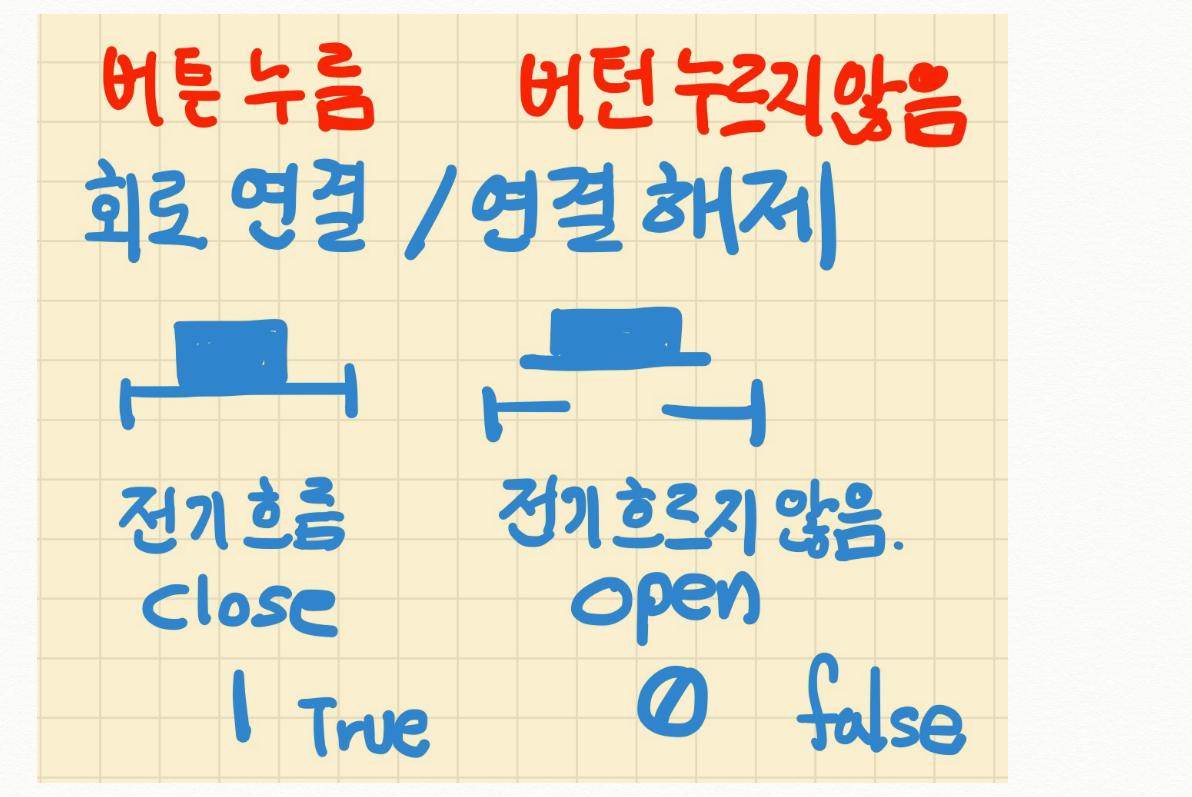 버튼 누름 버턴 누르지 않음
회로 연결 / 연결 해제
전기 흐름 전기 흐르지 않음.
close open
1 True 0 false